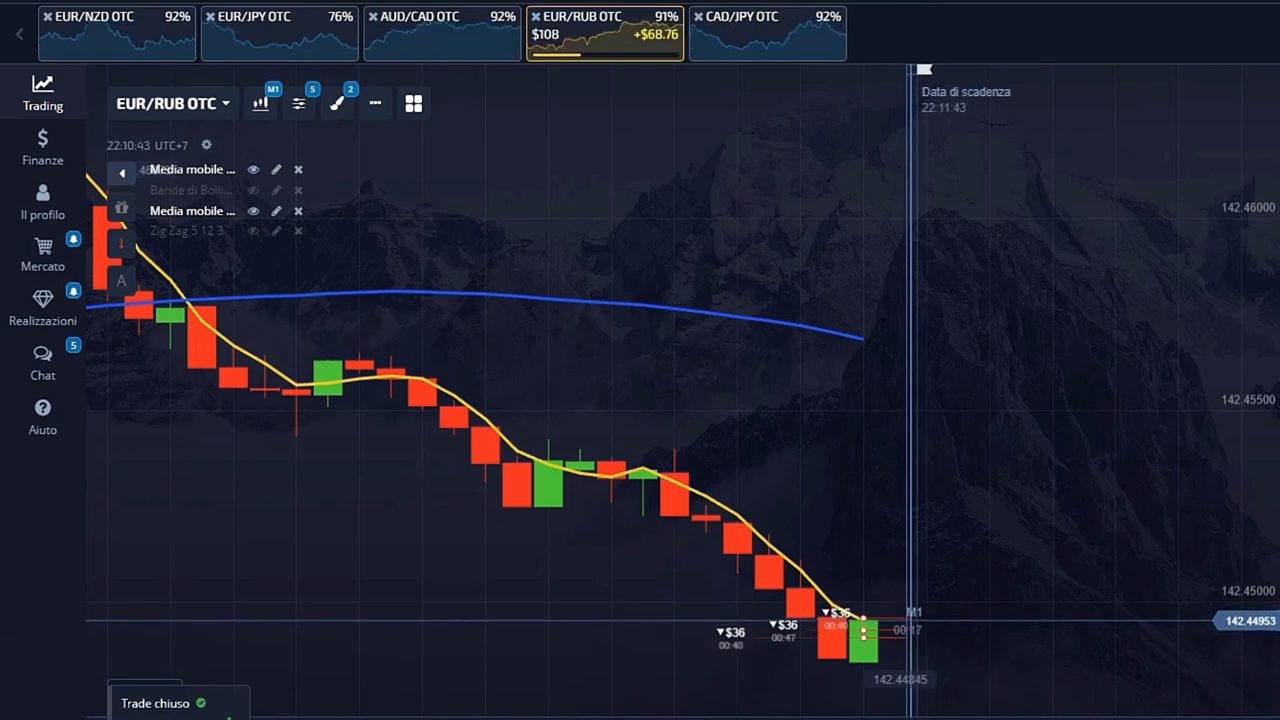 EUR/NZD OTC 92%
EUR/JPY OTC 76%
AUD/CAD OTC 92%
EUR/RUB OTC 91%
$108 +$68.76
CAD/JPY OTC 92%
Trading
Finanze
Il profilo
Mercato
Realizzazioni
Chat
5
Aiuto
EUR/RUB OTC
M1
5
2
22:10:43 UTC+7
Media mobile ...
Bande di Bolli...
Media mobile ...
Zig Zag 5 12 3
A
Data di scadenza
22:11:43
142.46000
142.45500
142.45000
142.44953
$36
00:40
$36
00:47
$36
00:40
M1
00:17
142.44845
Trade chiuso